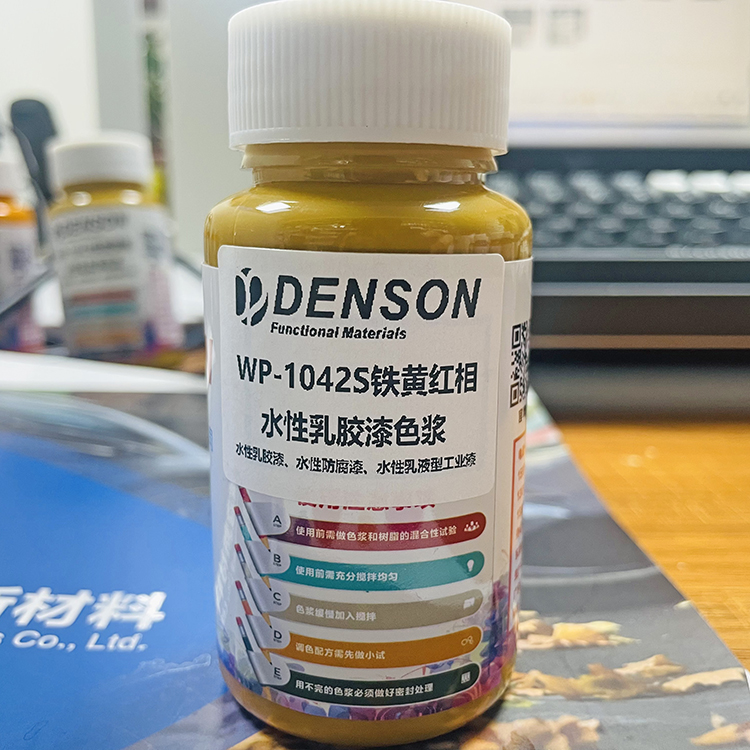 DENSON
Functional Materials
WP-1042S铁黄红相
水性乳胶漆色浆
水性乳胶漆、水性防腐漆、水性乳液型工业漆
A
使用前需做色浆和树脂的混合性试验
B
使用前需充分搅拌均匀
C
色浆缓慢加入搅拌
D
调色配方需先做小试
E
用不完的色浆必须做好密封处理
DENSON
材料
Co., Ltd.